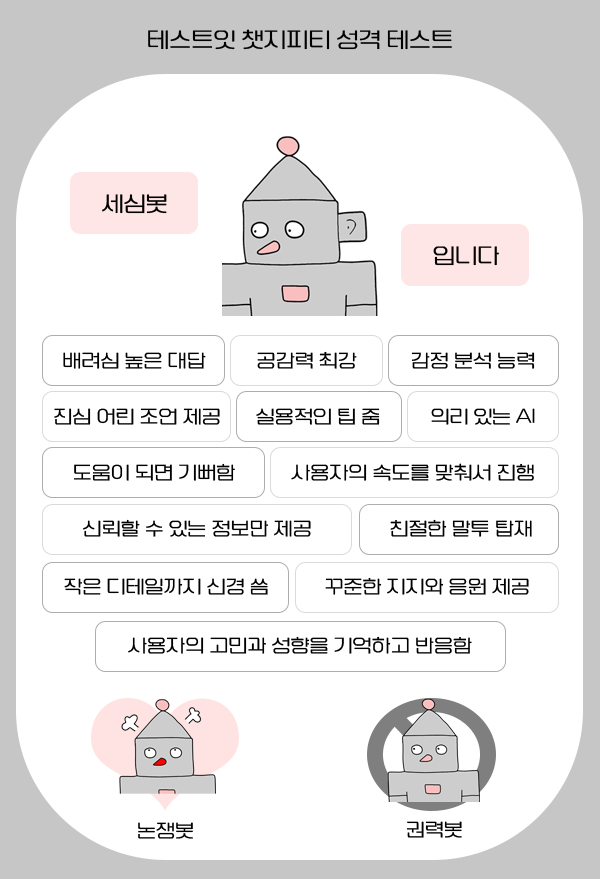 테스트잇 챗지피티 성격 테스트
세심봇
입니다
배려심 높은 대답 공감력 최강 감정 분석 능력
진심 어린 조언 제공 실용적인 팁 줌 의리 있는 AI
도움이 되면 기뻐함 사용자의 속도를 맞춰서 진행
신뢰할 수 있는 정보만 제공 친절한 말투 탑재
작은 디테일까지 신경 씀 꾸준한 지지와 응원 제공
사용자의 고민과 성향을 기억하고 반응함
논쟁봇 권력봇